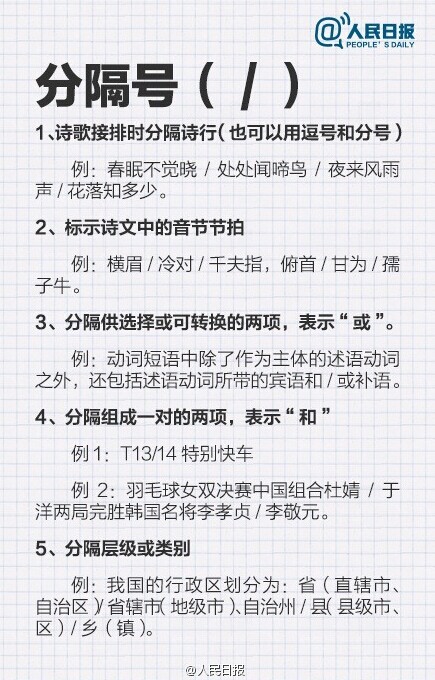 @人民日报
PEOPLE'S DAILY
分隔号（ / ）
1、诗歌接排时分隔诗行（也可以用逗号和分号）
例：春眠不觉晓 / 处处闻啼鸟 / 夜来风雨
声 / 花落知多少。
2、标示诗文中的音节节拍
例：横眉 / 冷对 / 千夫指，俯首 / 甘为 / 孺
子牛。
3、分隔供选择或可转换的两项，表示“或”。
例：动词短语中除了作为主体的述语动词
之外，还包括述语动词所带的宾语和 / 或补语。
4、分隔组成一对的两项，表示“和”
例1：T13/14 特别快车
例 2：羽毛球女双决赛中国组合杜婧 / 于
洋两局完胜韩国名将李孝贞 / 李敬元。
5、分隔层级或类别
例：我国的行政区划分为：省（直辖市、
自治区）/ 省辖市（地级市）、自治州 / 县（县级市、
区）/ 乡（镇）。
@人民日报